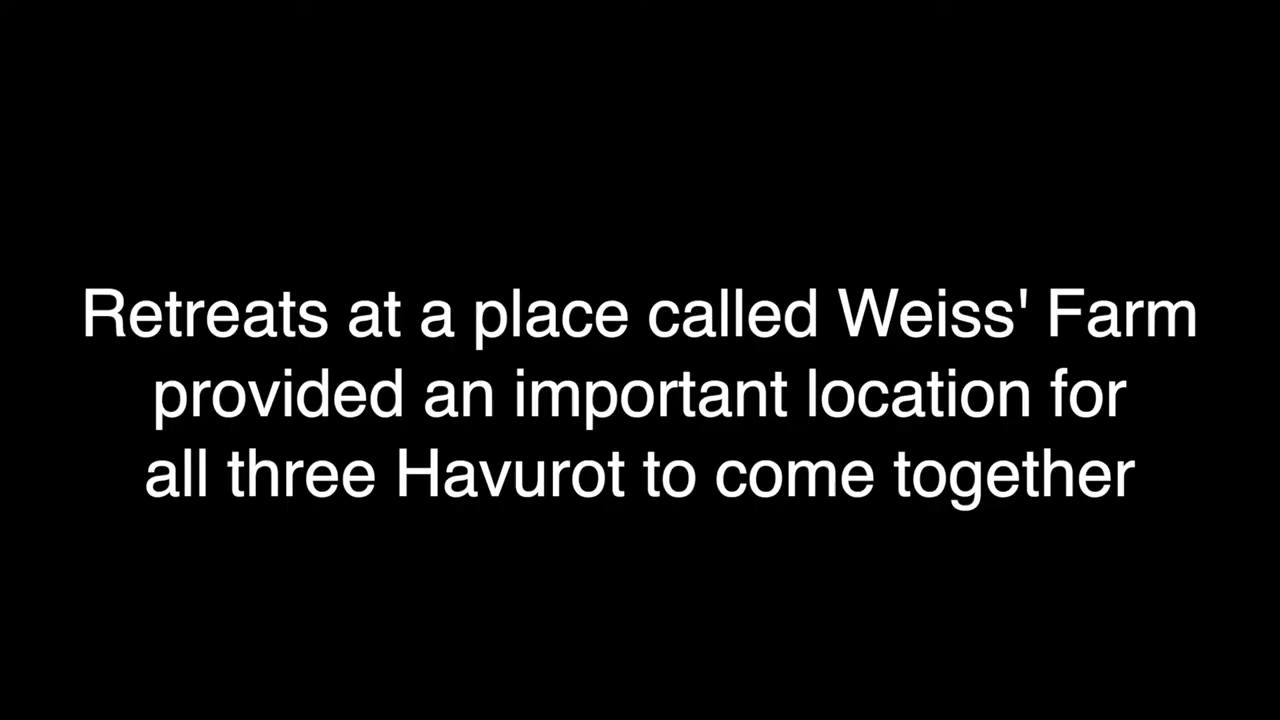 Retreats at a place called Weiss' Farm
provided an important location for
all three Havurot to come together